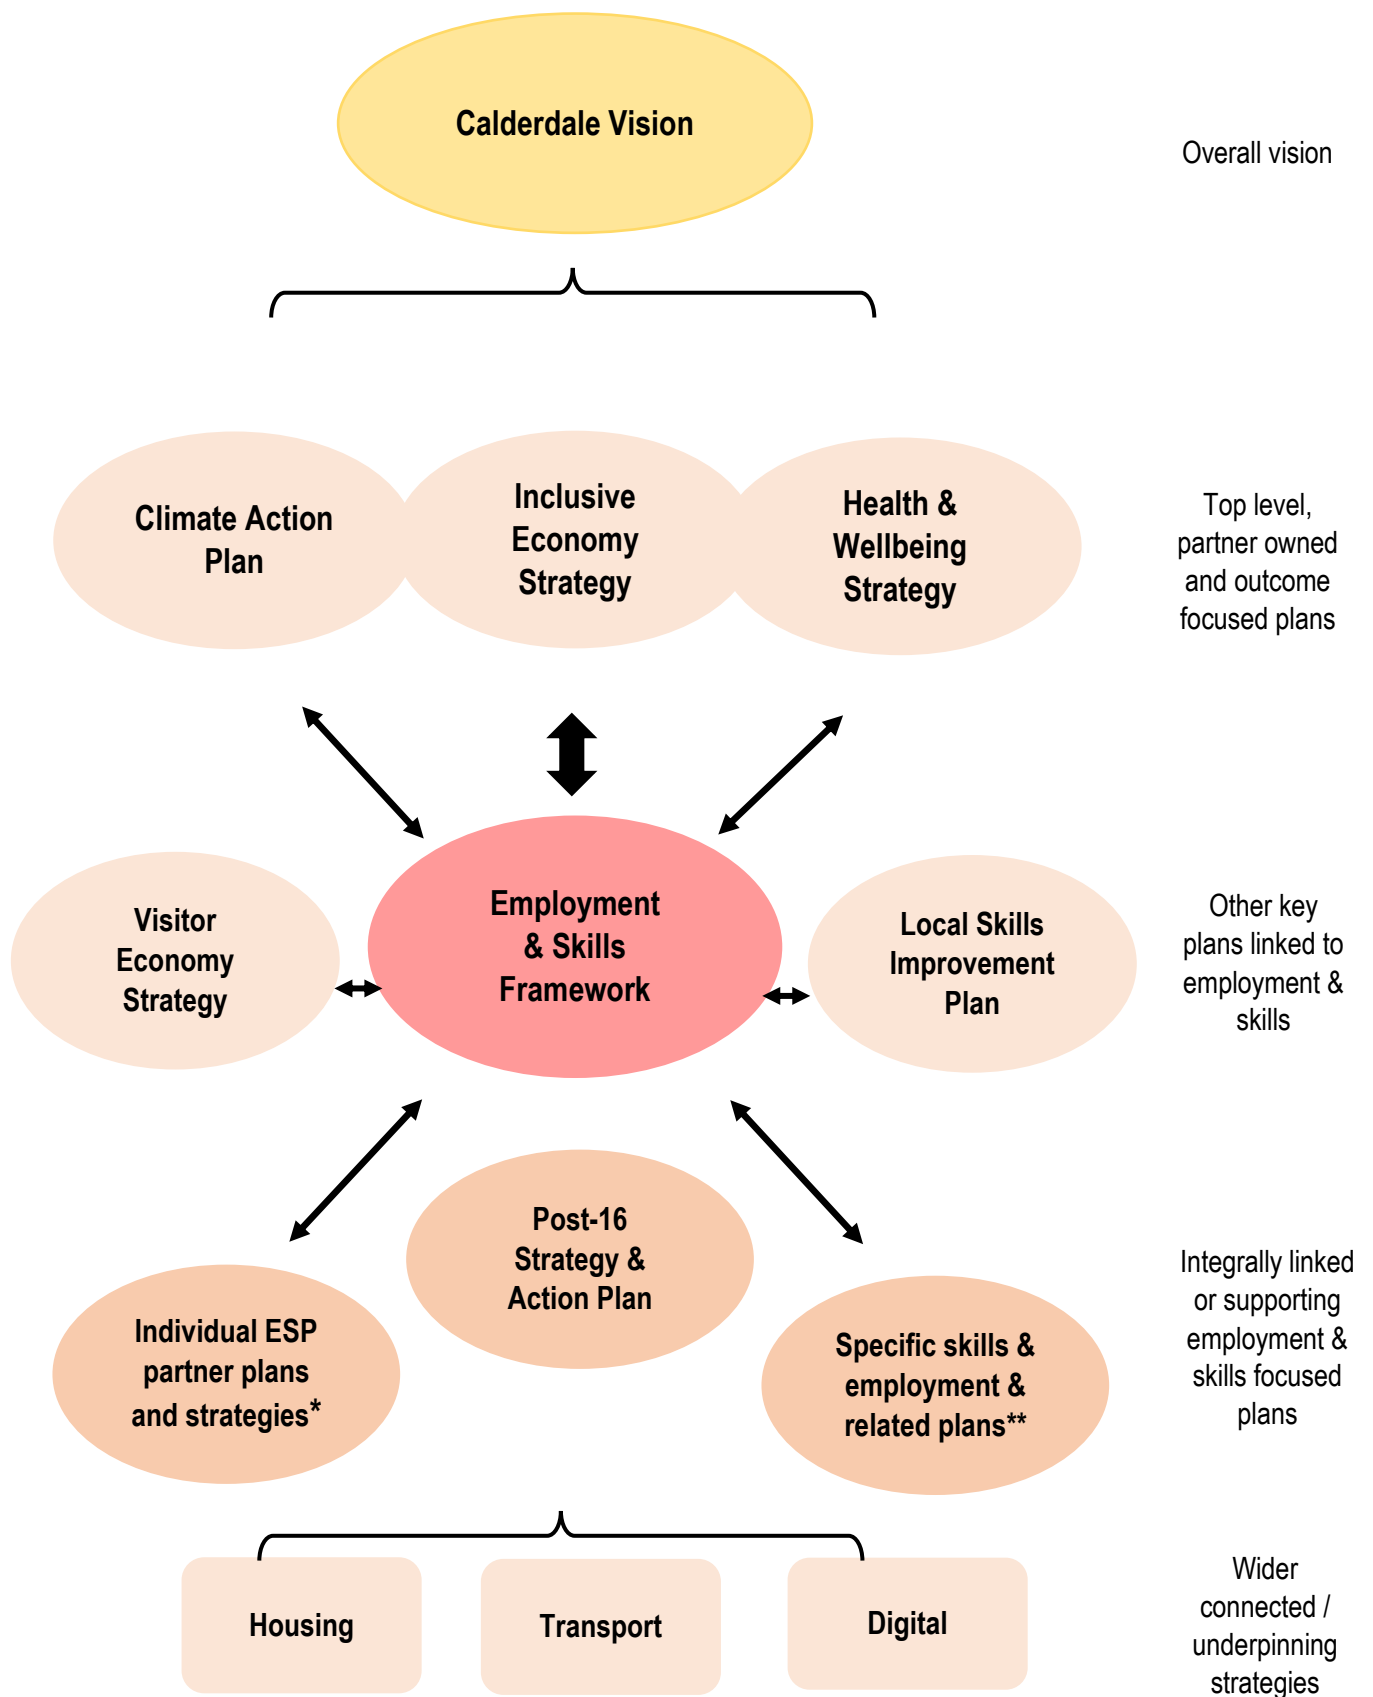 Calderdale Vision
Overall vision
Climate Action
Plan
Inclusive
Economy
Strategy
Health &
Wellbeing
Strategy
Top level,
partner owned
and outcome
focused plans
Visitor
Economy
Strategy
Employment
& Skills
Framework
Local Skills
Improvement
Plan
Other key
plans linked to
employment &
skills
Individual ESP
partner plans
and strategies*
Post-16
Strategy &
Action Plan
Specific skills &
employment &
related plans**
Integrally linked
or supporting
employment &
skills focused
plans
Housing
Transport
Digital
Wider
connected /
underpinning
strategies